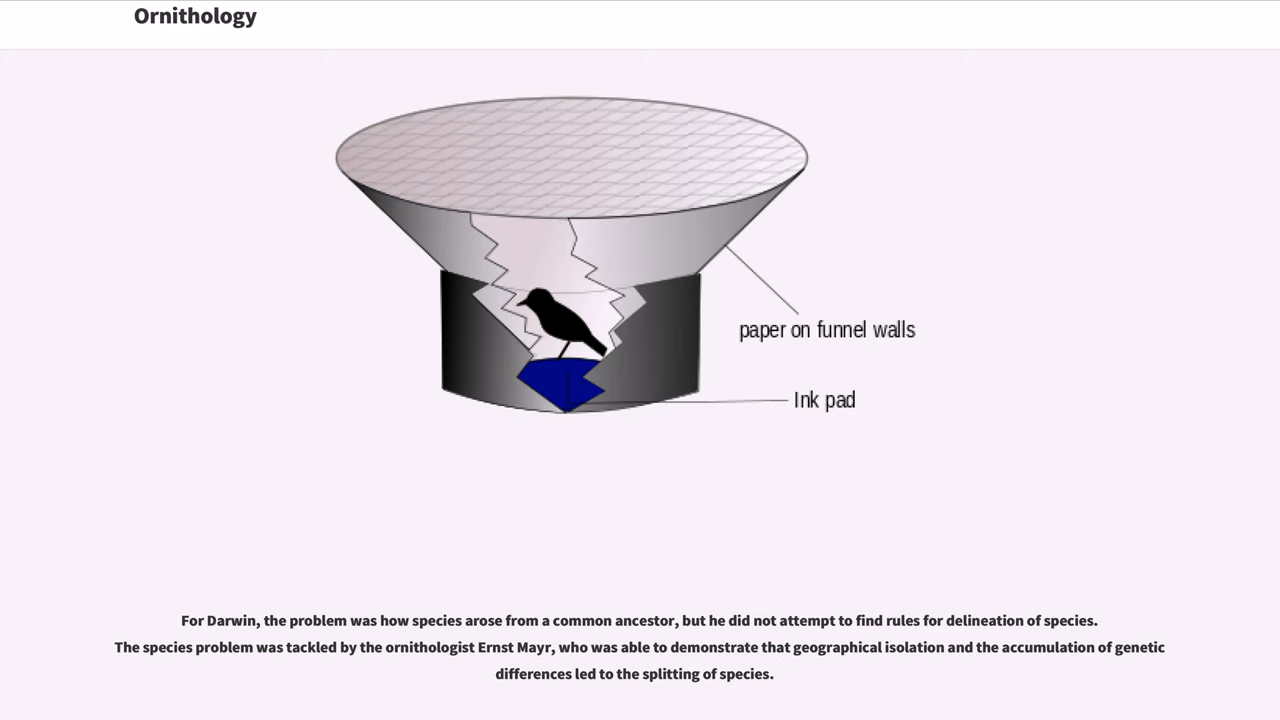 Ornithology
paper on funnel walls
Ink pad
For Darwin, the problem was how species arose from a common ancestor, but he did not attempt to find rules for delineation of species.
The species problem was tackled by the ornithologist Ernst Mayr, who was able to demonstrate that geographical isolation and the accumulation of genetic
differences led to the splitting of species.